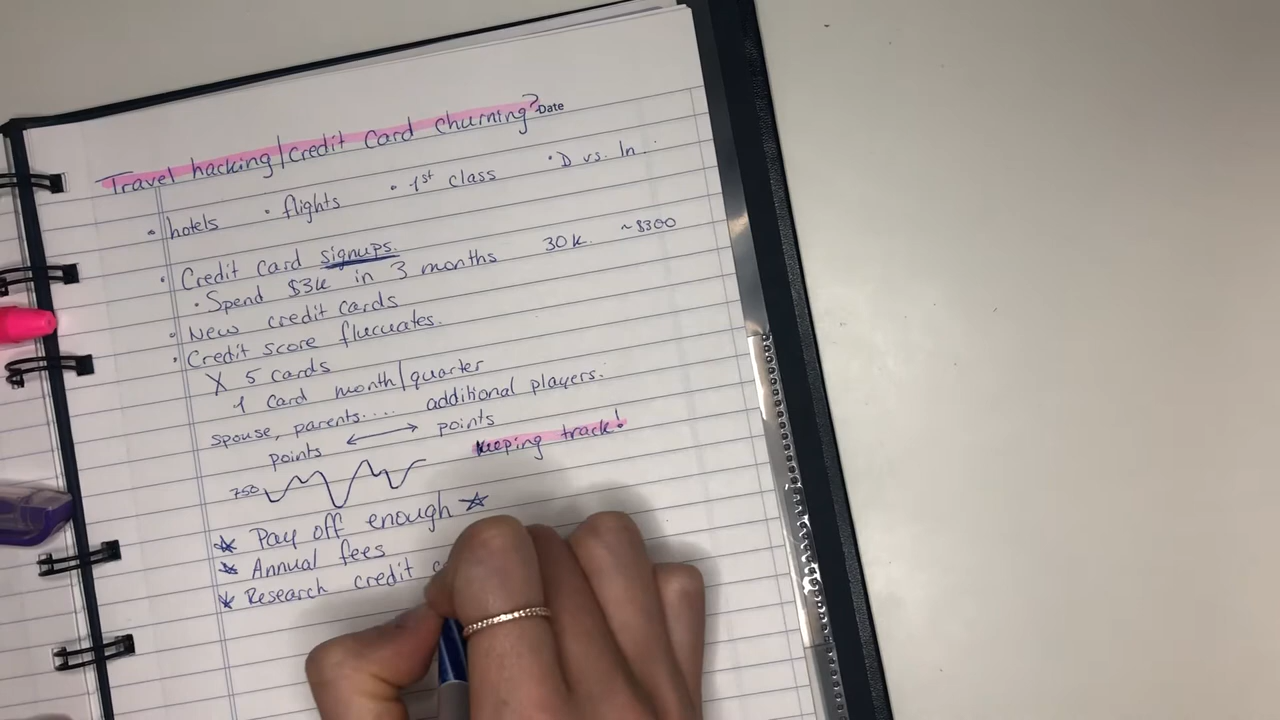 Date
Travel hacking/Credit Card churning?
• hotels • flights • 1st class • D vs. In.
• Credit Card signups.
• Spend $3k in 3 months 30k. ~$300
• New credit cards
• Credit score flucuates.
X 5 cards
1 card month/quarter
spouse, parents.... additional players.
points ⟷ points
keeping track!
750
★ Pay off enough ★
★ Annual fees
★ Research credit